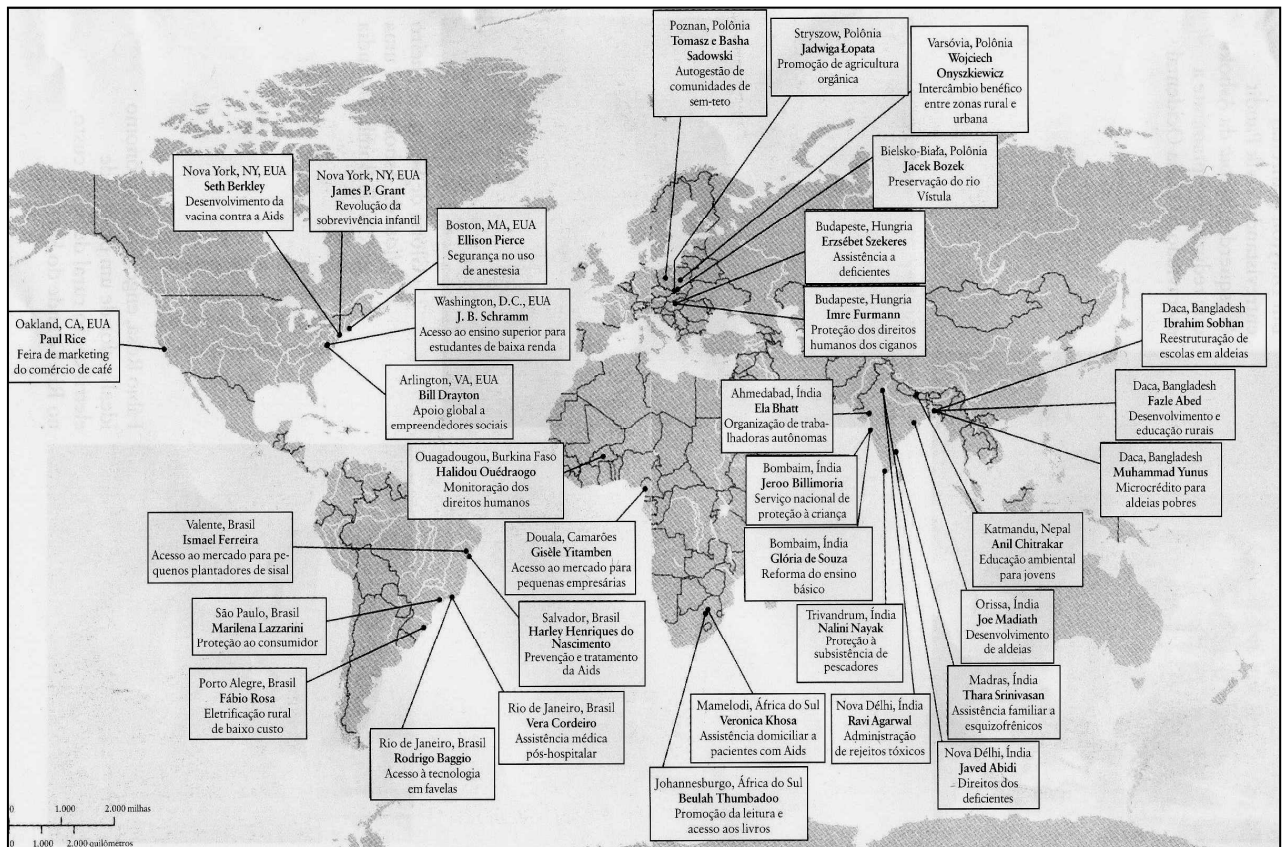 Poznan, Polônia
Tomasz e Basha
Sadowski
Autogestão de
comunidades de
sem-teto
Stryszow, Polônia
Jadwiga Łopata
Promoção de agricultura
orgânica
Varsóvia, Polônia
Wojciech
Onyszkiewicz
Intercâmbio benéfico
entre zonas rural e
urbana
Bielsko-Biała, Polônia
Jacek Bozek
Preservação do rio
Vístula
Nova York, NY, EUA
Seth Berkley
Desenvolvimento da
vacina contra a Aids
Nova York, NY, EUA
James P. Grant
Revolução da
sobrevivência infantil
Boston, MA, EUA
Ellison Pierce
Segurança no uso
de anestesia
Budapeste, Hungria
Erzsébet Szekeres
Assistência a
deficientes
Budapeste, Hungria
Imre Furmann
Proteção dos direitos
humanos dos ciganos
Washington, D.C., EUA
J. B. Schramm
Acesso ao ensino superior para
estudantes de baixa renda
Oakland, CA, EUA
Paul Rice
Feira de marketing
do comércio de café
Arlington, VA, EUA
Bill Drayton
Apoio global a
empreendedores sociais
Daca, Bangladesh
Ibrahim Sobhan
Reestruturação de
escolas em aldeias
Daca, Bangladesh
Fazle Abed
Desenvolvimento e
educação rurais
Daca, Bangladesh
Muhammad Yunus
Microcrédito para
aldeias pobres
Ahmedabad, Índia
Ela Bhatt
Organização de traba-
lhadoras autônomas
Ouagadougou, Burkina Faso
Halidou Ouédraogo
Monitoração dos
direitos humanos
Bombaim, Índia
Jeroo Billimoria
Serviço nacional de
proteção à criança
Valente, Brasil
Ismael Ferreira
Acesso ao mercado para pe-
quenos plantadores de sisal
Douala, Camarões
Gisèle Yitamben
Acesso ao mercado para
pequenas empresárias
Bombaim, Índia
Glória de Souza
Reforma do ensino
básico
Katmandu, Nepal
Anil Chitrakar
Educação ambiental
para jovens
São Paulo, Brasil
Marilena Lazzarini
Proteção ao consumidor
Salvador, Brasil
Harley Henriques do
Nascimento
Prevenção e tratamento
da Aids
Trivandrum, Índia
Nalini Nayak
Proteção à
subsistência de
pescadores
Orissa, Índia
Joe Madiath
Desenvolvimento
de aldeias
Porto Alegre, Brasil
Fábio Rosa
Eletrificação rural
de baixo custo
Rio de Janeiro, Brasil
Vera Cordeiro
Assistência médica
pós-hospitalar
Mamelodi, África do Sul
Veronica Khosa
Assistência domiciliar a
pacientes com Aids
Nova Délhi, Índia
Ravi Agarwal
Administração
de rejeitos tóxicos
Madras, Índia
Thara Srinivasan
Assistência familiar a
esquizofrênicos
Rio de Janeiro, Brasil
Rodrigo Baggio
Acesso à tecnologia
em favelas
Johannesburgo, África do Sul
Beulah Thumbadoo
Promoção da leitura e
acesso aos livros
Nova Délhi, Índia
Javed Abidi
Direitos dos
deficientes
0 1.000 2.000 milhas
0 1.000 2.000 quilômetros